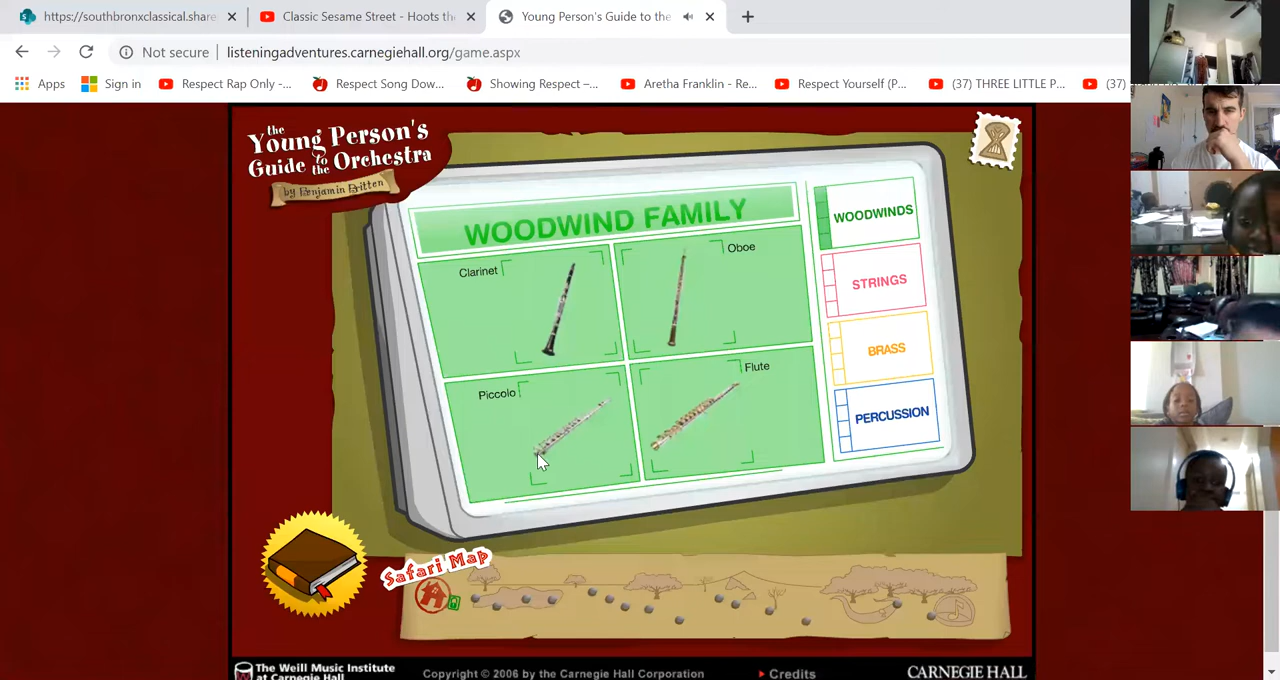 https://southbronxclassical.share
Classic Sesame Street - Hoots the
Young Person's Guide to the
Not secure
listeningadventures.carnegiehall.org/game.aspx
Apps
Sign in
Respect Rap Only -...
Respect Song Dow...
Showing Respect –...
Aretha Franklin - Re...
Respect Yourself (P...
(37) THREE LITTLE P...
(37)
the
Young Person's
Guide to the Orchestra
by Benjamin Britten
WOODWIND FAMILY
Clarinet
Oboe
Piccolo
Flute
WOODWINDS
STRINGS
BRASS
PERCUSSION
Safari Map
The Weill Music Institute
at Carnegie Hall
Copyright © 2006 by the Carnegie Hall Corporation
Credits
CARNEGIE HALL